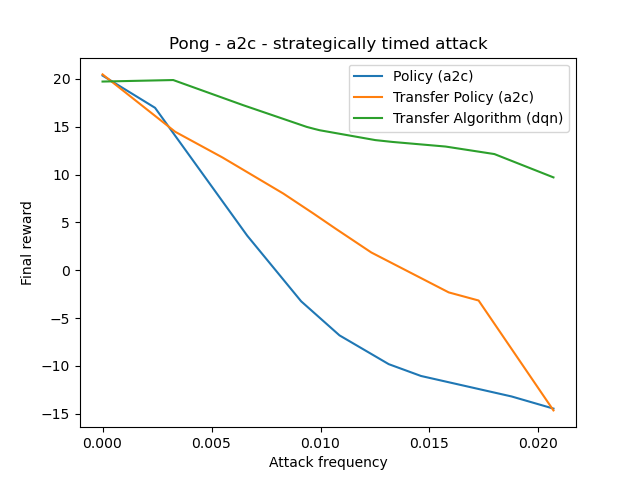 Pong - a2c - strategically timed attack
Policy (a2c)
Transfer Policy (a2c)
Transfer Algorithm (dqn)
Final reward
20
15
10
5
0
−5
−10
−15
0.000 0.005 0.010 0.015 0.020
Attack frequency